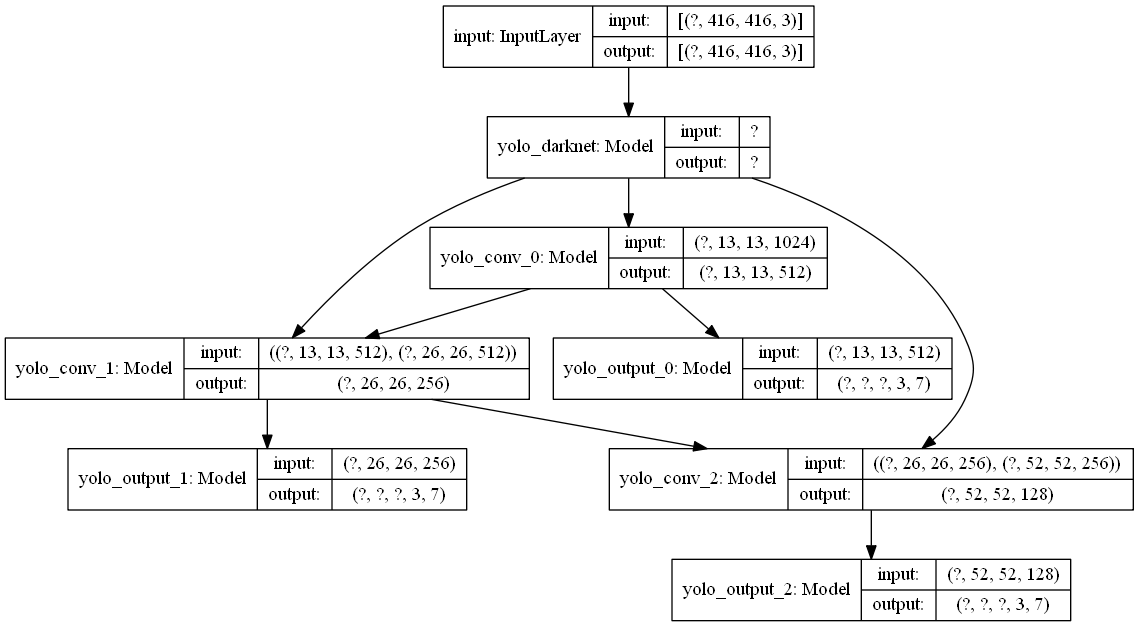 input: InputLayer
input:
[(?, 416, 416, 3)]
output:
[(?, 416, 416, 3)]
yolo_darknet: Model
input:
?
output:
?
yolo_conv_0: Model
input:
(?, 13, 13, 1024)
output:
(?, 13, 13, 512)
yolo_conv_1: Model
input:
((?, 13, 13, 512), (?, 26, 26, 512))
output:
(?, 26, 26, 256)
yolo_output_0: Model
input:
(?, 13, 13, 512)
output:
(?, ?, ?, 3, 7)
yolo_output_1: Model
input:
(?, 26, 26, 256)
output:
(?, ?, ?, 3, 7)
yolo_conv_2: Model
input:
((?, 26, 26, 256), (?, 52, 52, 256))
output:
(?, 52, 52, 128)
yolo_output_2: Model
input:
(?, 52, 52, 128)
output:
(?, ?, ?, 3, 7)